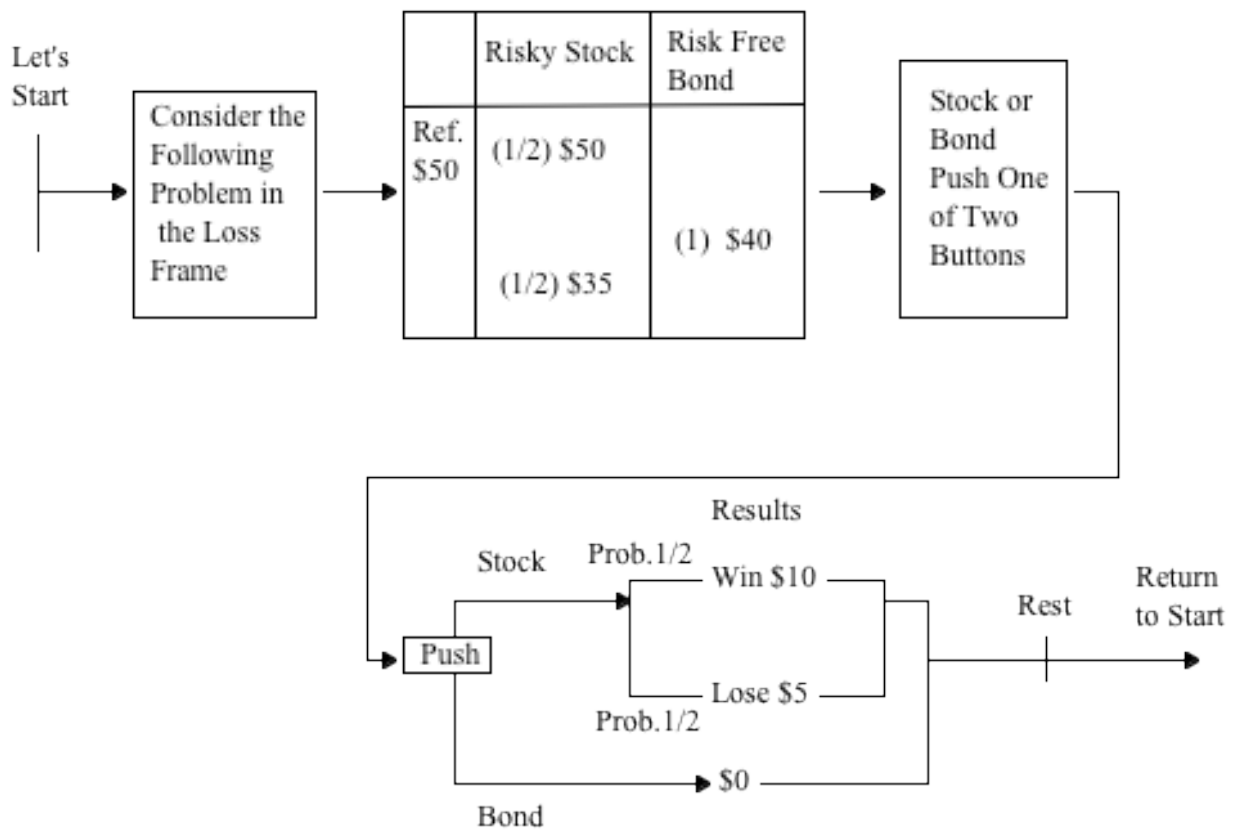 Let's
Start
Consider the
Following
Problem in
the Loss
Frame
Risky Stock
Risk Free
Bond
Ref.
$50
(1/2) $50
(1) $40
(1/2) $35
Stock or
Bond
Push One
of Two
Buttons
Results
Stock
Prob.1/2
Win $10
Push
Lose $5
Prob.1/2
$0
Bond
Rest
Return
to Start